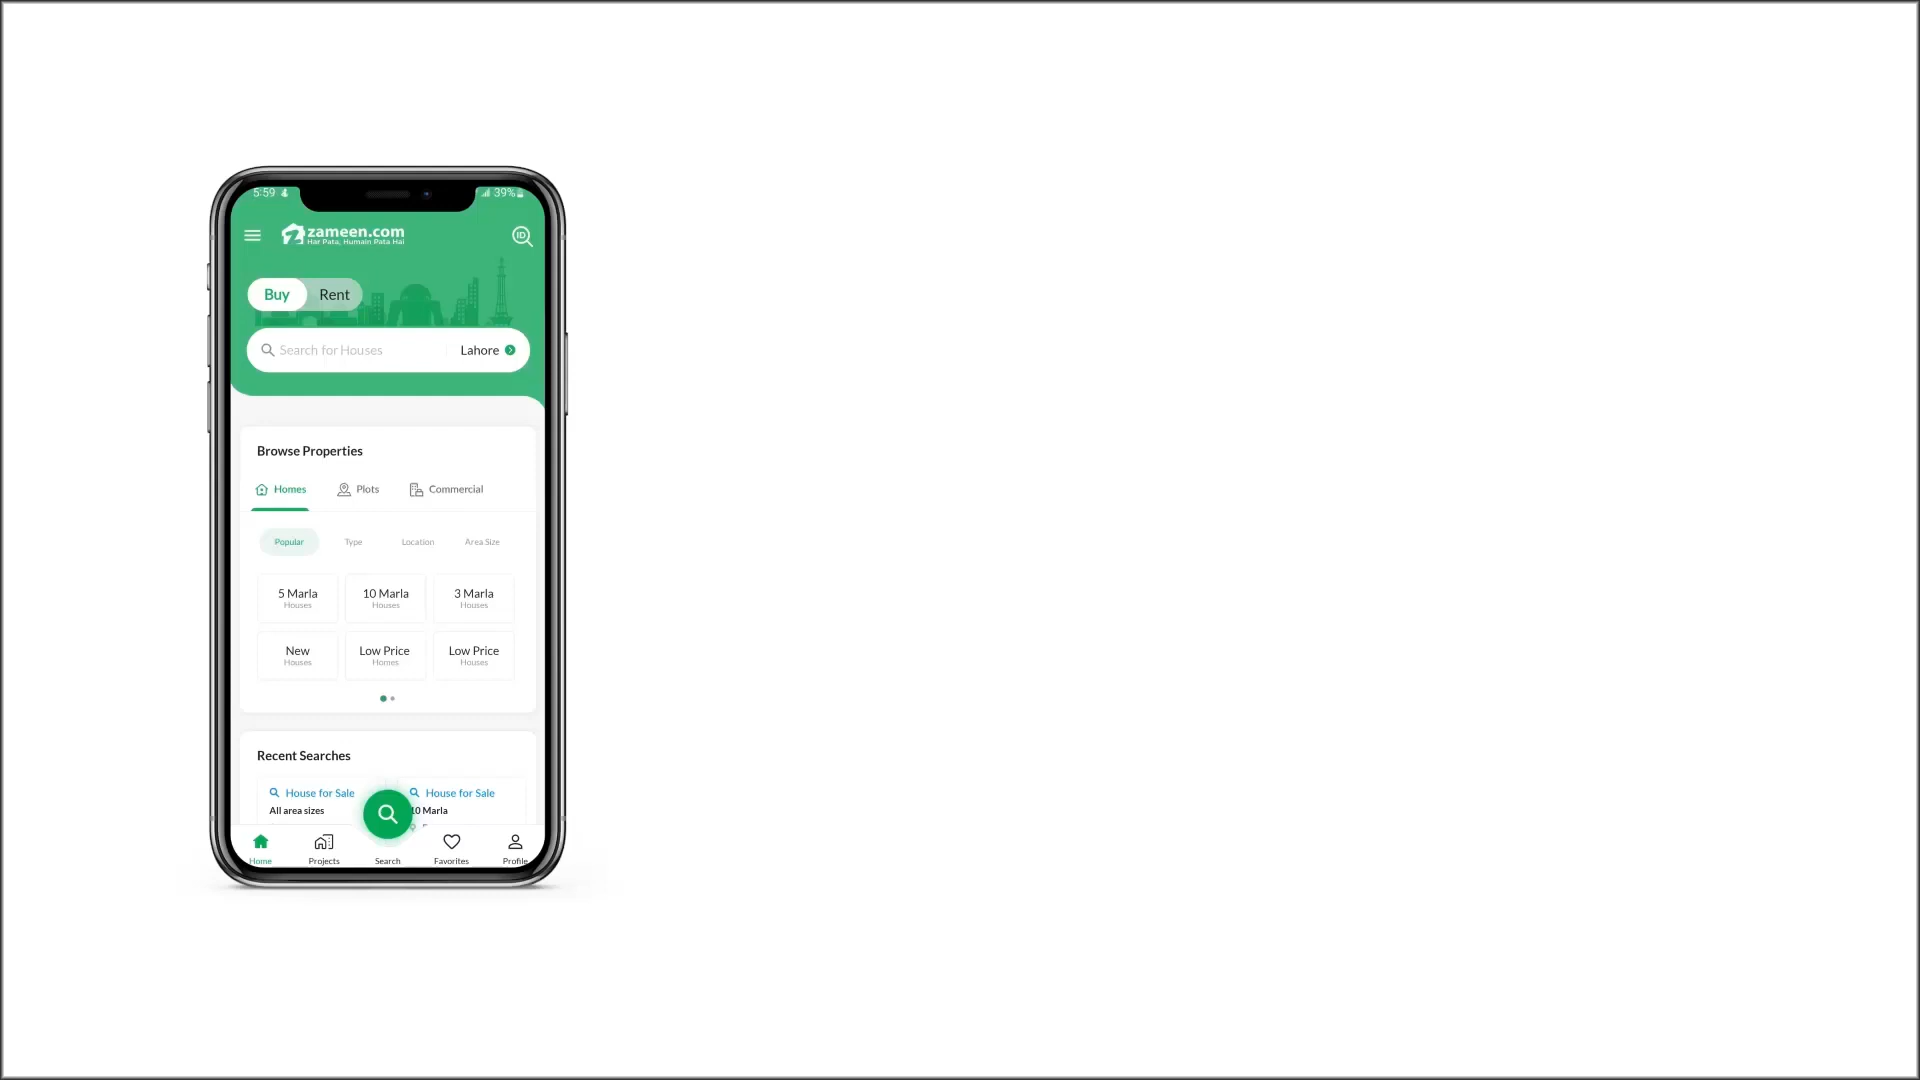 5:59 39%
zameen.com
Har Pata, Humain Pata Hai
ID
Buy Rent
Search for Houses Lahore
Browse Properties
Homes Plots Commercial
Popular Type Location Area Size
5 Marla 10 Marla 3 Marla
Houses Houses Houses
New Low Price Low Price
Houses Homes Houses
Recent Searches
House for Sale House for Sale
All area sizes 10 Marla
Home Projects Search Favorites Profile